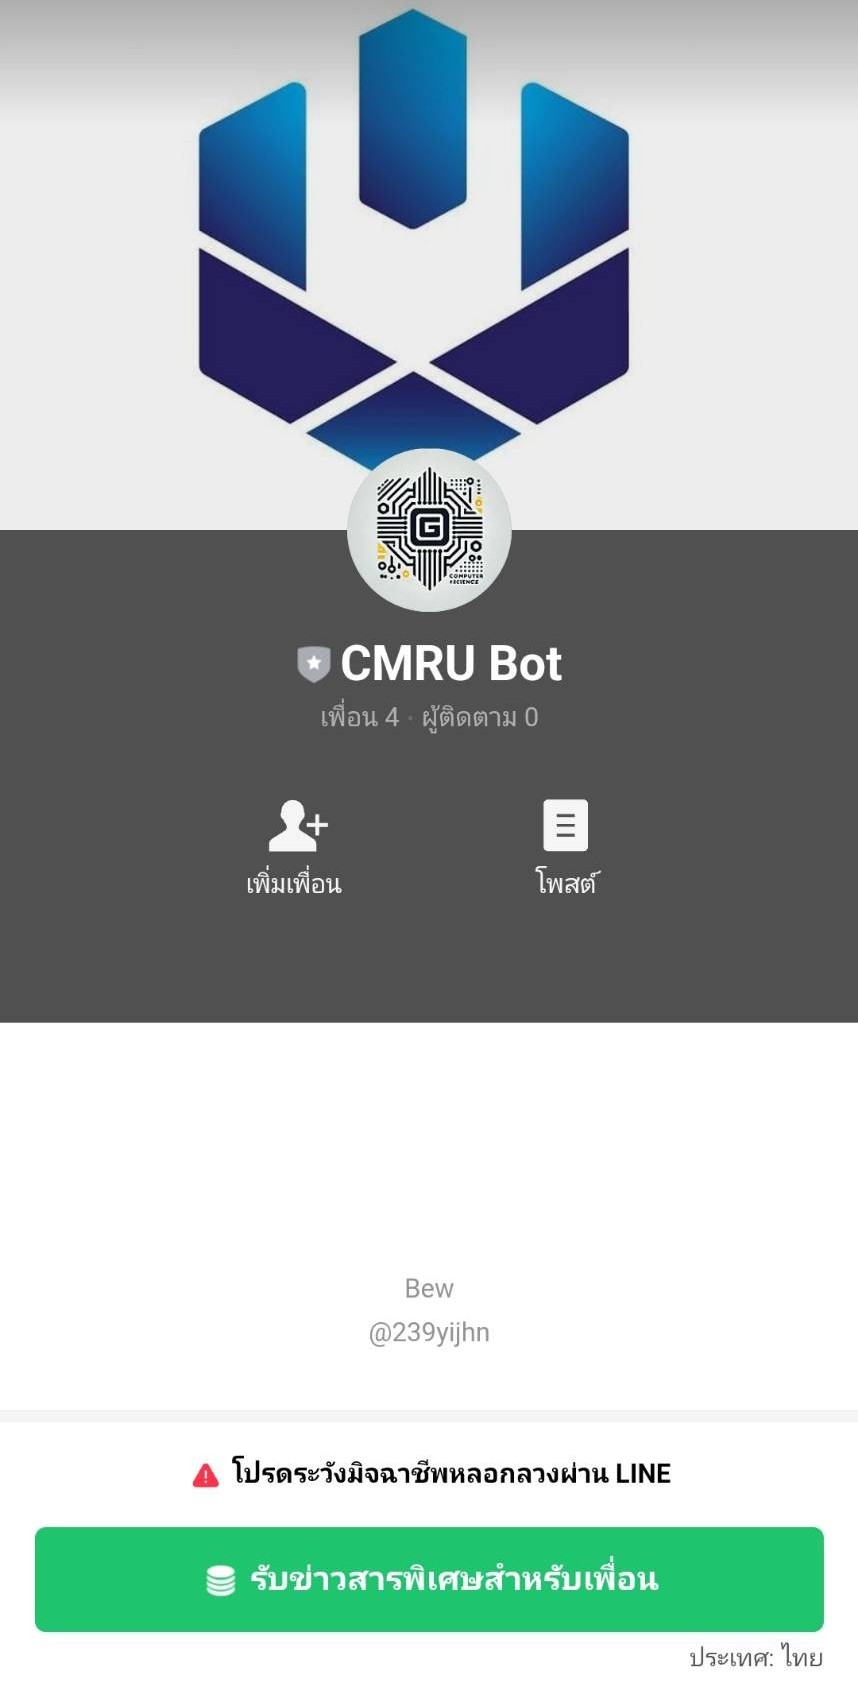 G
COMPUTER
CMRU Bot
เพื่อน 4 · ผู้ติดตาม 0
เพิ่มเพื่อน
โพสต์
Bew
@239yijhn
โปรดระวังมิจฉาชีพหลอกลวงผ่าน LINE
รับข่าวสารพิเศษสำหรับเพื่อน
ประเทศ: ไทย